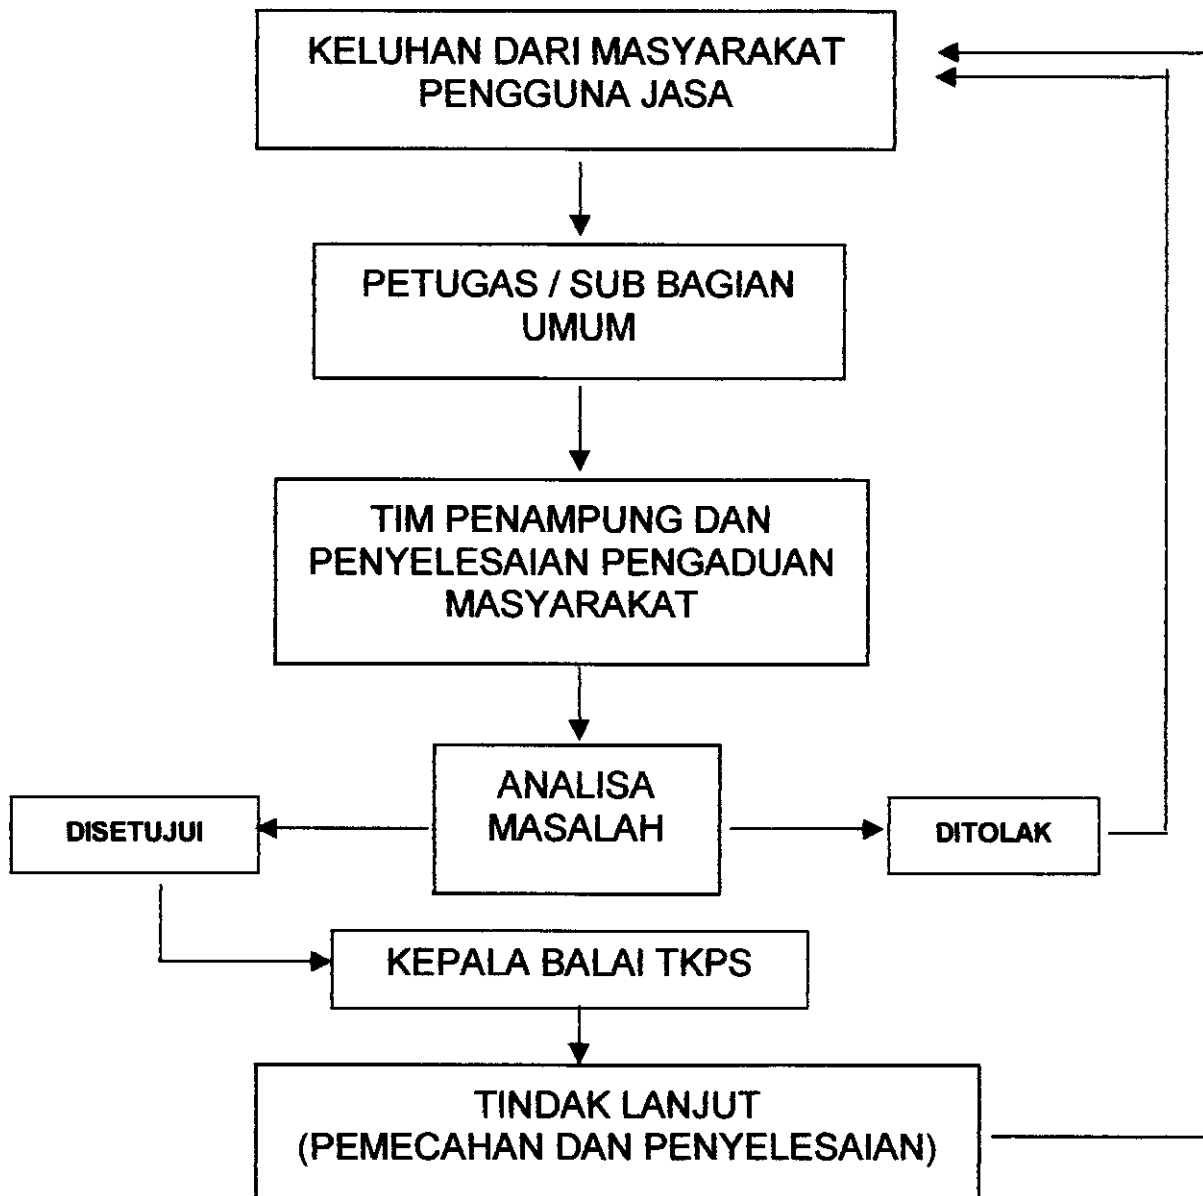 KELUHAN DARI MASYARAKAT
PENGGUNA JASA
PETUGAS / SUB BAGIAN
UMUM
TIM PENAMPUNG DAN
PENYELESAIAN PENGADUAN
MASYARAKAT
ANALISA
MASALAH
DISETUJUI
DITOLAK
KEPALA BALAI TKPS
TINDAK LANJUT
(PEMECAHAN DAN PENYELESAIAN)